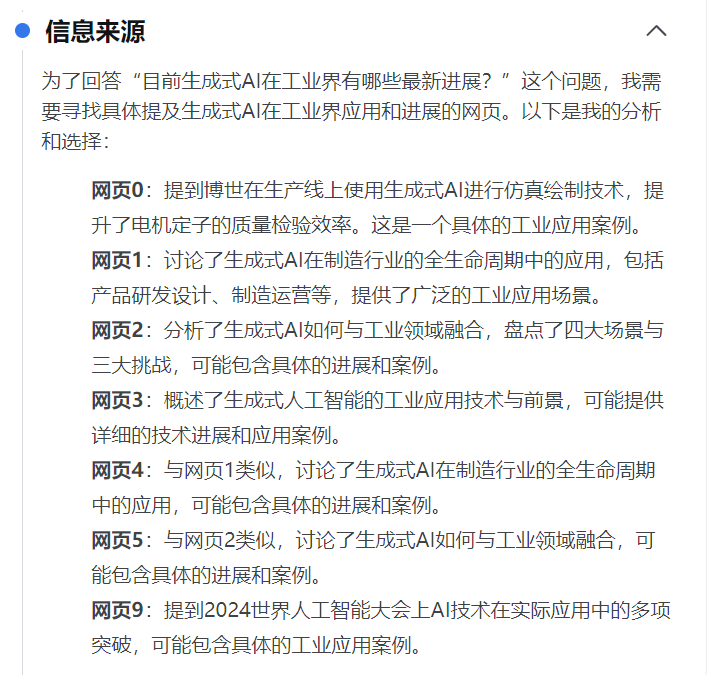 信息来源
为了回答“目前生成式AI在工业界有哪些最新进展？”这个问题，我需
要寻找具体提及生成式AI在工业界应用和进展的网页。以下是我的分析
和选择：
网页0：提到博世在生产线上使用生成式AI进行仿真绘制技术，提
升了电机定子的质量检验效率。这是一个具体的工业应用案例。
网页1：讨论了生成式AI在制造行业的全生命周期中的应用，包括
产品研发设计、制造运营等，提供了广泛的工业应用场景。
网页2：分析了生成式AI如何与工业领域融合，盘点了四大场景与
三大挑战，可能包含具体的进展和案例。
网页3：概述了生成式人工智能的工业应用技术与前景，可能提供
详细的技术进展和应用案例。
网页4：与网页1类似，讨论了生成式AI在制造行业的全生命周期
中的应用，可能包含具体的进展和案例。
网页5：与网页2类似，讨论了生成式AI如何与工业领域融合，可
能包含具体的进展和案例。
网页9：提到2024世界人工智能大会上AI技术在实际应用中的多项
突破，可能包含具体的工业应用案例。